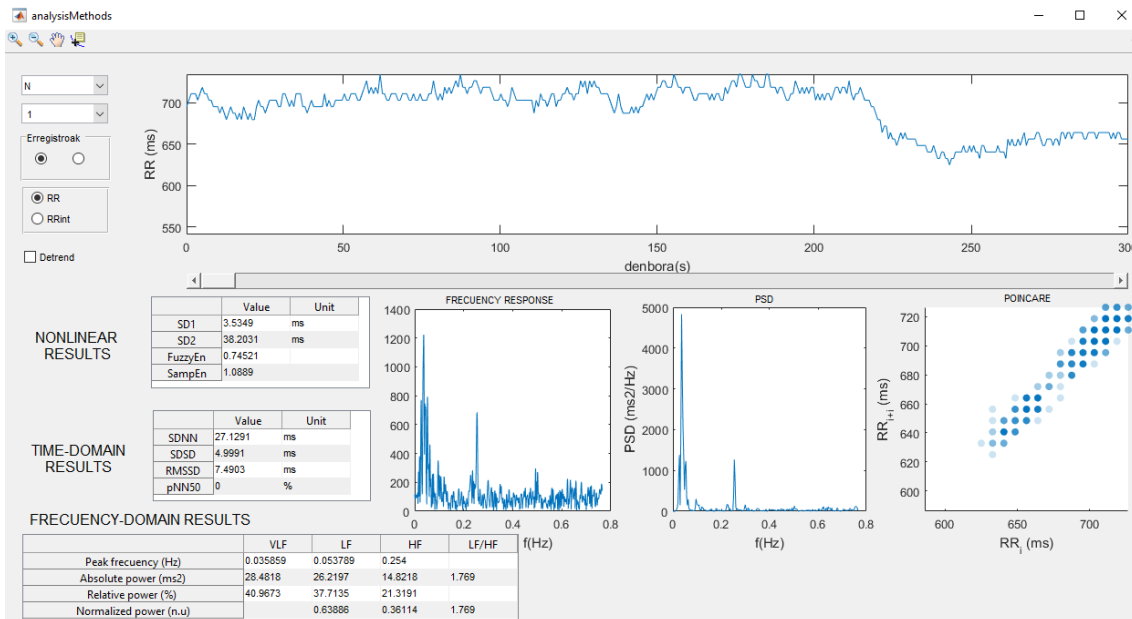 analysisMethods
N
1
Erregistroak
RR
RRint
Detrend
RR (ms)
700
650
600
550
0 50 100 150 200 250 300
denbora(s)
NONLINEAR
RESULTS
Value Unit
SD1 3.5349 ms
SD2 38.2031 ms
FuzzyEn 0.74521
SampEn 1.0889
TIME-DOMAIN
RESULTS
Value Unit
SDNN 27.1291 ms
SDSD 4.9991 ms
RMSSD 7.4903 ms
pNN50 0 %
FRECUENCY RESPONSE
1400
1200
1000
800
600
400
200
0
0 0.2 0.4 0.6 0.8
f(Hz)
PSD
PSD (ms2/Hz)
5000
4000
3000
2000
1000
0
0 0.2 0.4 0.6 0.8
f(Hz)
POINCARE
RRi+i (ms)
720
700
680
660
640
620
600
600 650 700
RRi (ms)
FRECUENCY-DOMAIN RESULTS
VLF LF HF LF/HF
Peak frecuency (Hz) 0.035859 0.053789 0.254
Absolute power (ms2) 28.4818 26.2197 14.8218 1.769
Relative power (%) 40.9673 37.7135 21.3191
Normalized power (n.u) 0.63886 0.36114 1.769